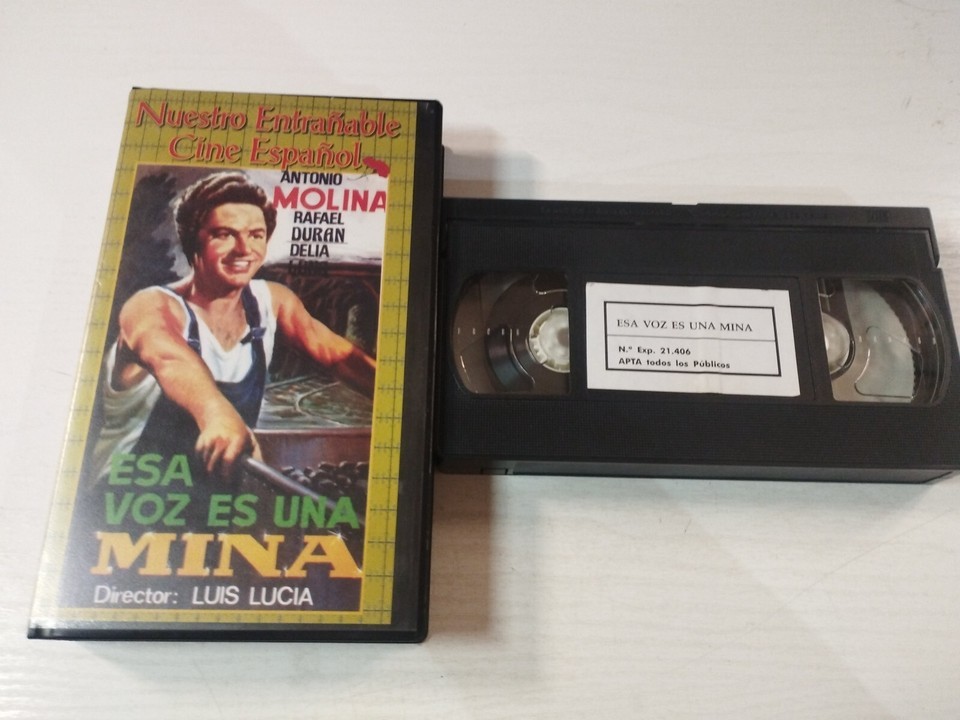 Nuestro Entrañable
Cine Español
ANTONIO
MOLINA
RAFAEL
DURAN
DELIA
ESA
VOZ ES UNA
MINA
Director: LUIS LUCIA
ESA VOZ ES UNA MINA
N.º Exp. 21.406
APTA todos los Públicos